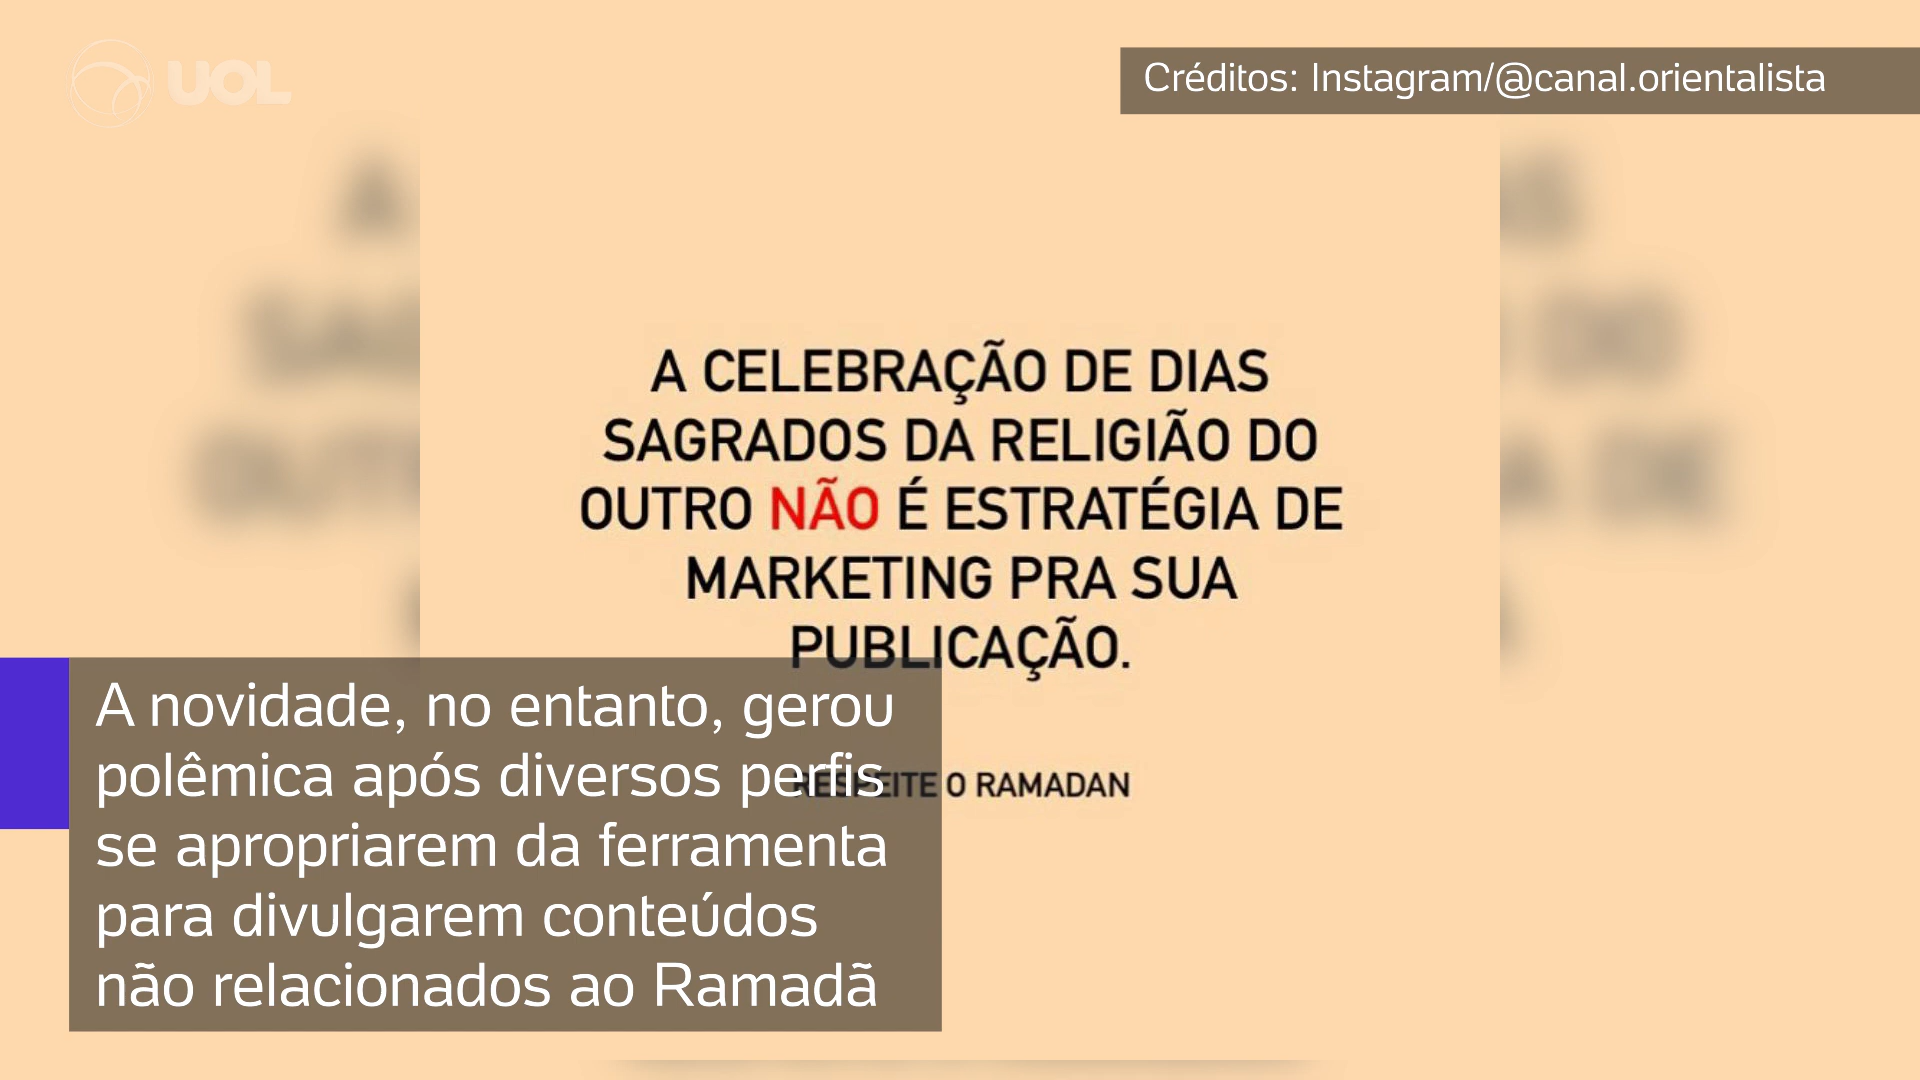 UOL
Créditos: Instagram/@canal.orientalista
A CELEBRAÇÃO DE DIAS
SAGRADOS DA RELIGIÃO DO
OUTRO NÃO É ESTRATÉGIA DE
MARKETING PRA SUA
PUBLICAÇÃO.
RESPEITE O RAMADAN
A novidade, no entanto, gerou
polêmica após diversos perfis
se apropriarem da ferramenta
para divulgarem conteúdos
não relacionados ao Ramadã